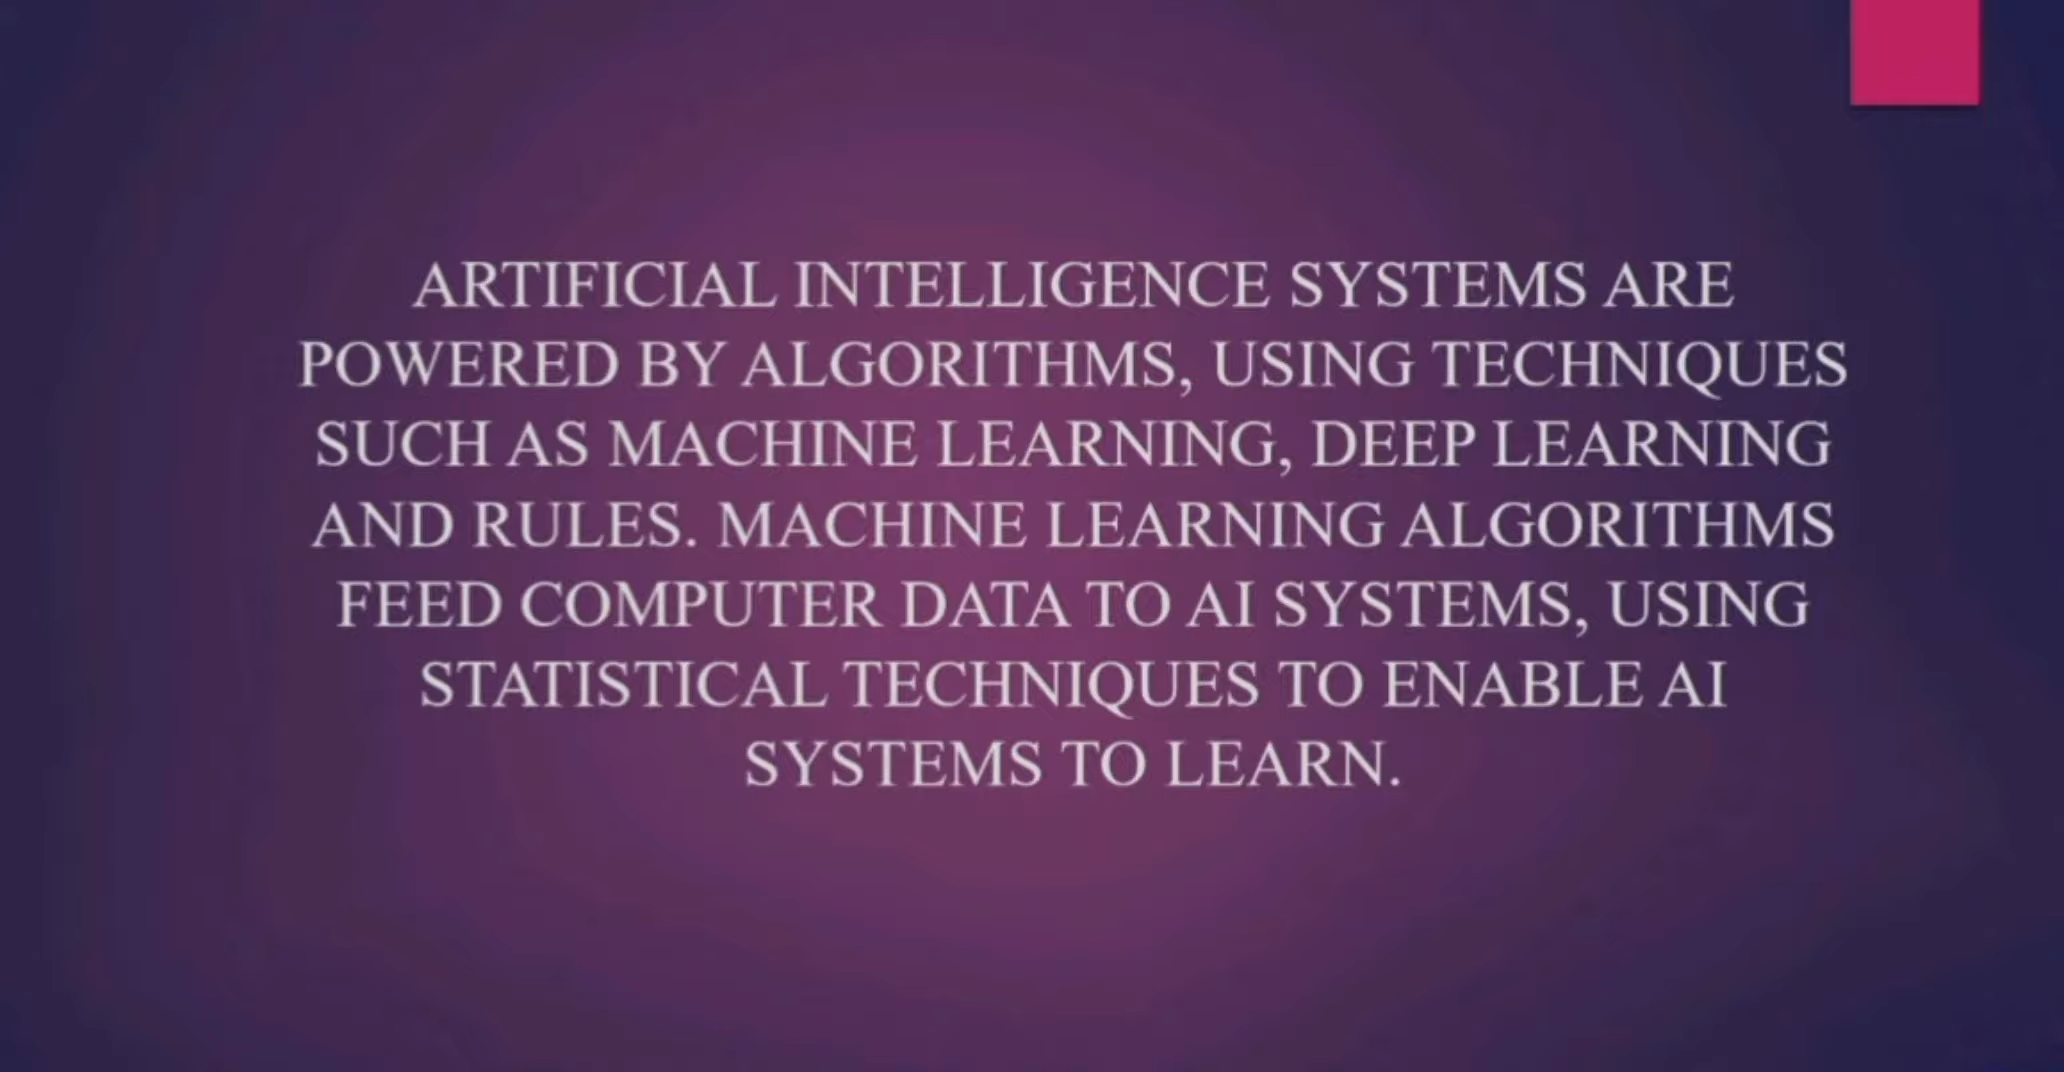 ARTIFICIAL INTELLIGENCE SYSTEMS ARE
POWERED BY ALGORITHMS, USING TECHNIQUES
SUCH AS MACHINE LEARNING, DEEP LEARNING
AND RULES. MACHINE LEARNING ALGORITHMS
FEED COMPUTER DATA TO AI SYSTEMS, USING
STATISTICAL TECHNIQUES TO ENABLE AI
SYSTEMS TO LEARN.